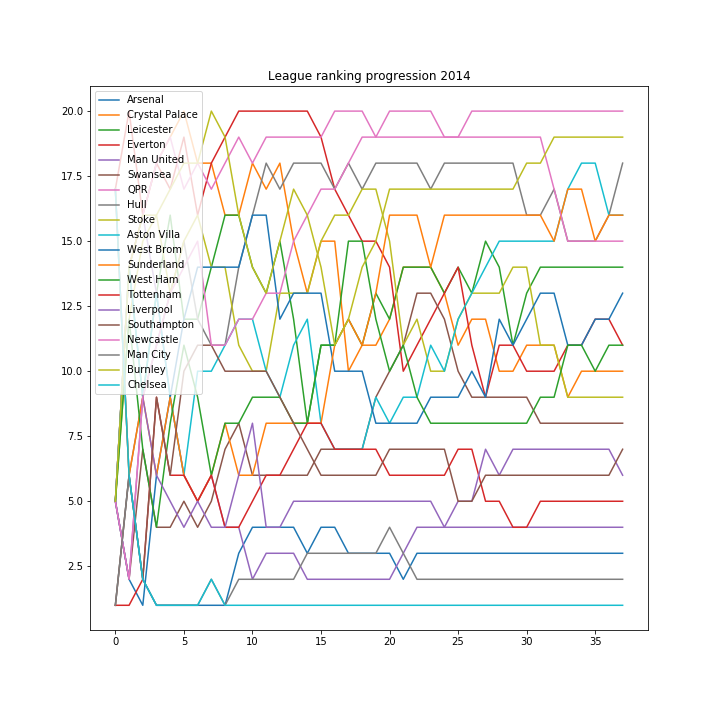 League ranking progression 2014
20.0
17.5
15.0
12.5
10.0
7.5
5.0
2.5
Arsenal
Crystal Palace
Leicester
Everton
Man United
Swansea
QPR
Hull
Stoke
Aston Villa
West Brom
Sunderland
West Ham
Tottenham
Liverpool
Southampton
Newcastle
Man City
Burnley
Chelsea
0 5 10 15 20 25 30 35